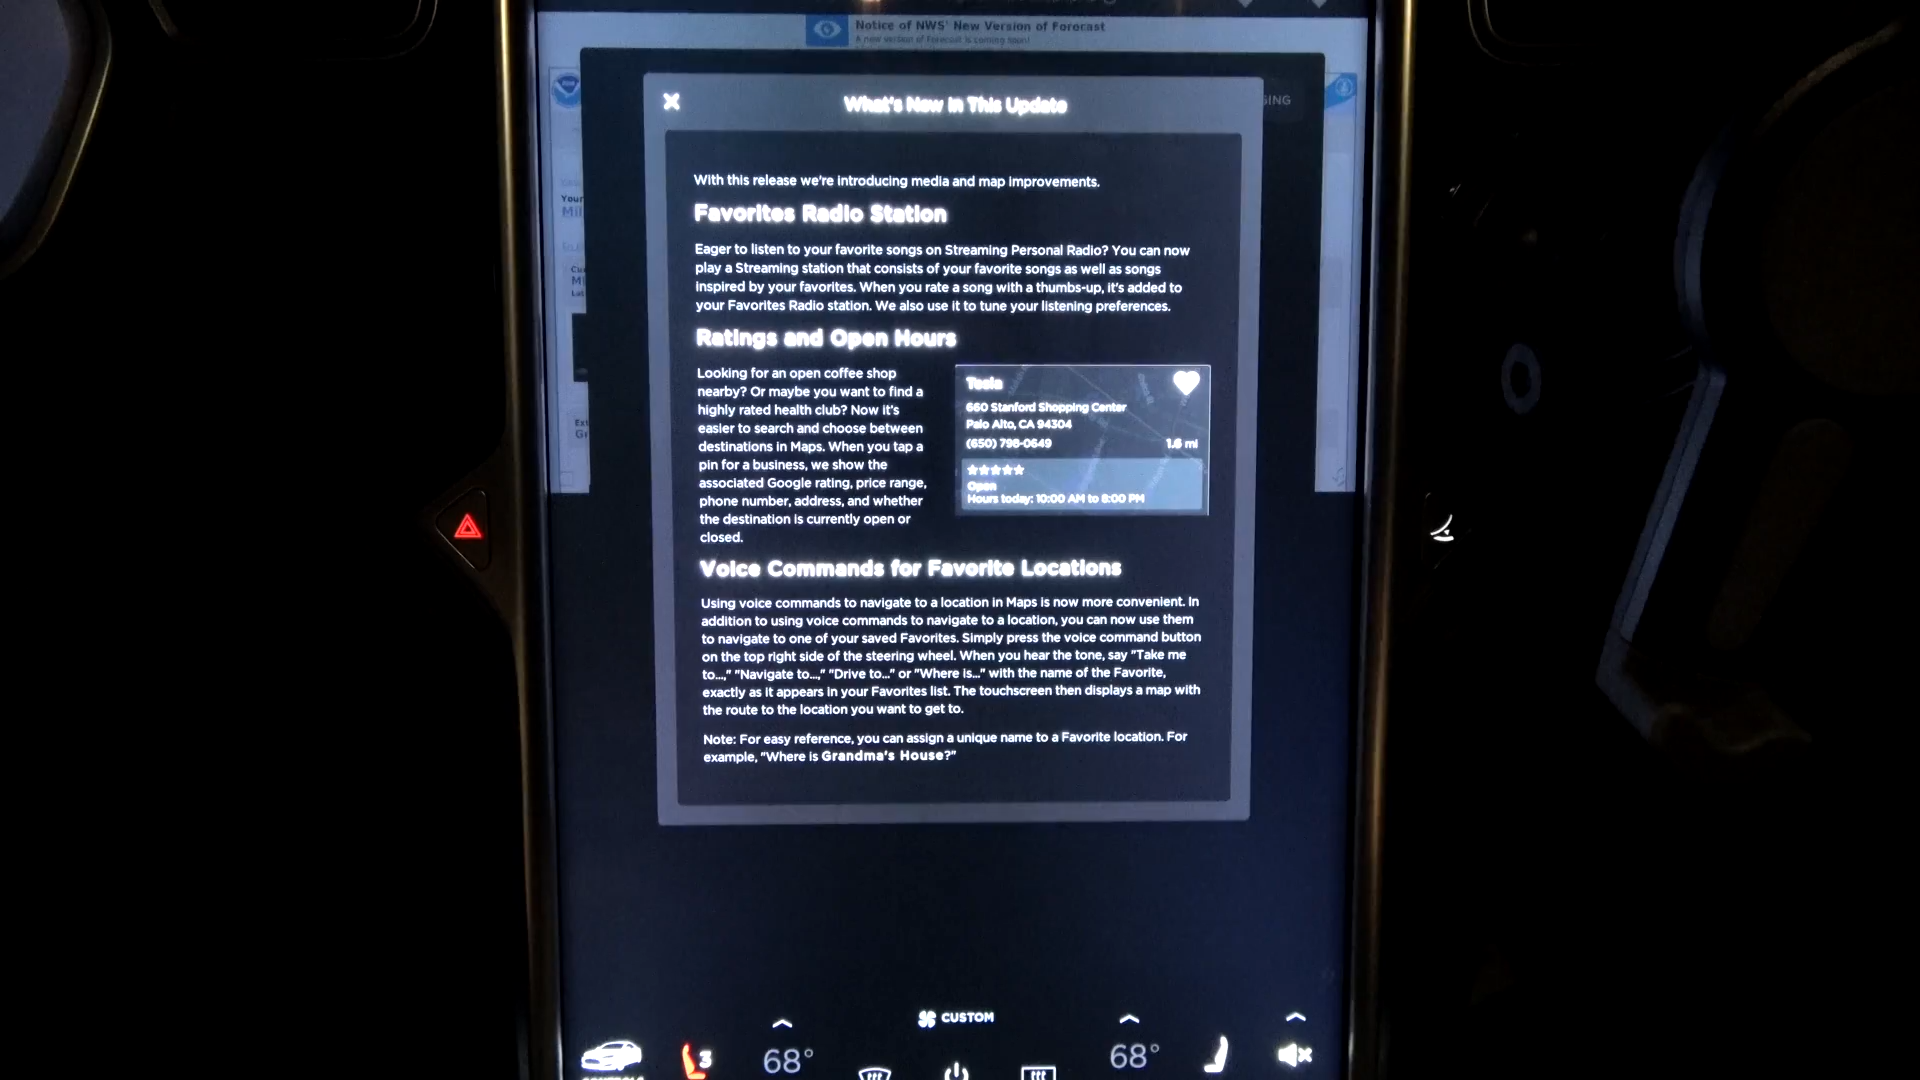 Notice of NWS' New Version of Forecast
A new version of Forecast is coming soon!
GING
What's New in This Update
With this release we're introducing media and map improvements.
Favorites Radio Station
Eager to listen to your favorite songs on Streaming Personal Radio? You can now
play a Streaming station that consists of your favorite songs as well as songs
inspired by your favorites. When you rate a song with a thumbs-up, it's added to
your Favorites Radio station. We also use it to tune your listening preferences.
Ratings and Open Hours
Looking for an open coffee shop
nearby? Or maybe you want to find a
highly rated health club? Now it's
easier to search and choose between
destinations in Maps. When you tap a
pin for a business, we show the
associated Google rating, price range,
phone number, address, and whether
the destination is currently open or
closed.
Tesla
660 Stanford Shopping Center
Palo Alto, CA 94304
(650) 798-0649
1.6 mi
Open
Hours today: 10:00 AM to 8:00 PM
Voice Commands for Favorite Locations
Using voice commands to navigate to a location in Maps is now more convenient. In
addition to using voice commands to navigate to a location, you can now use them
to navigate to one of your saved Favorites. Simply press the voice command button
on the top right side of the steering wheel. When you hear the tone, say "Take me
to...," "Navigate to...," "Drive to..." or "Where is..." with the name of the Favorite,
exactly as it appears in your Favorites list. The touchscreen then displays a map with
the route to the location you want to get to.
Note: For easy reference, you can assign a unique name to a Favorite location. For
example, "Where is Grandma's House?"
Your
Mil
CUSTOM
3
68°
68°